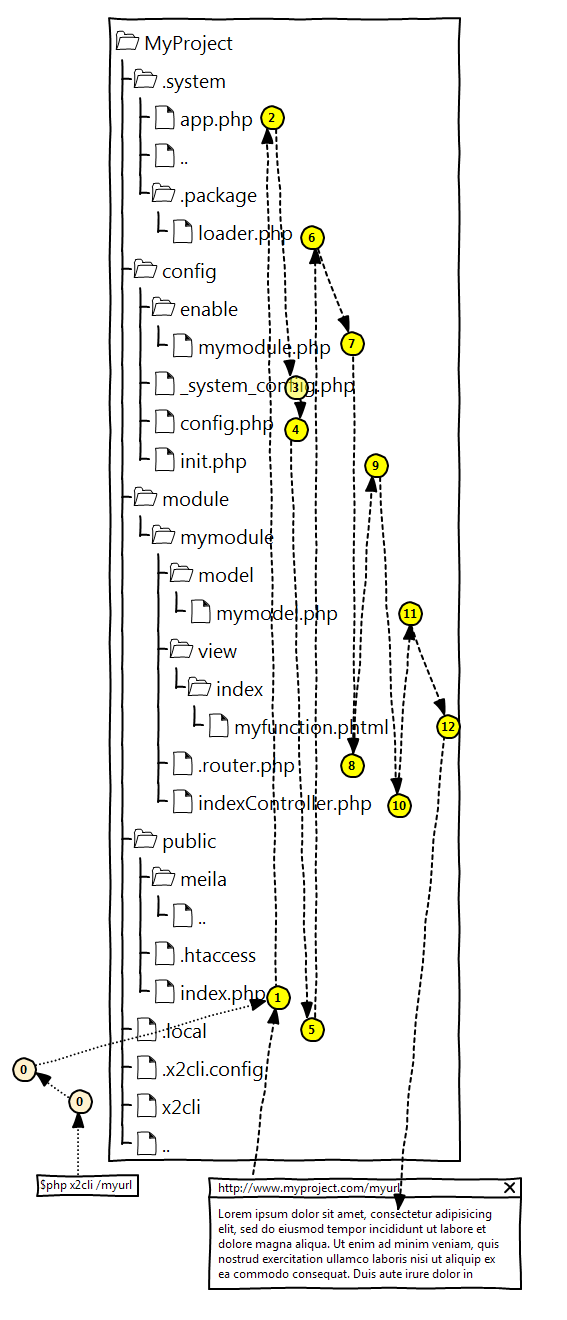 MyProject
.system
app.php 2
..
.package
loader.php 6
config
enable
mymodule.php 7
_system_config.php 3
config.php 4
init.php 9
module
mymodule
model
mymodel.php 11
view
index
myfunction.phtml 12
.router.php 8
indexController.php 10
public
meila
..
.htaccess
index.php 1
.local 5
.x2cli.config
0
x2cli
0
..
$php x2cli /myurl
http://www.myproject.com/myurl X
Lorem ipsum dolor sit amet, consectetur adipisicing
elit, sed do eiusmod tempor incididunt ut labore et
dolore magna aliqua. Ut enim ad minim veniam, quis
nostrud exercitation ullamco laboris nisi ut aliquip ex
ea commodo consequat. Duis aute irure dolor in